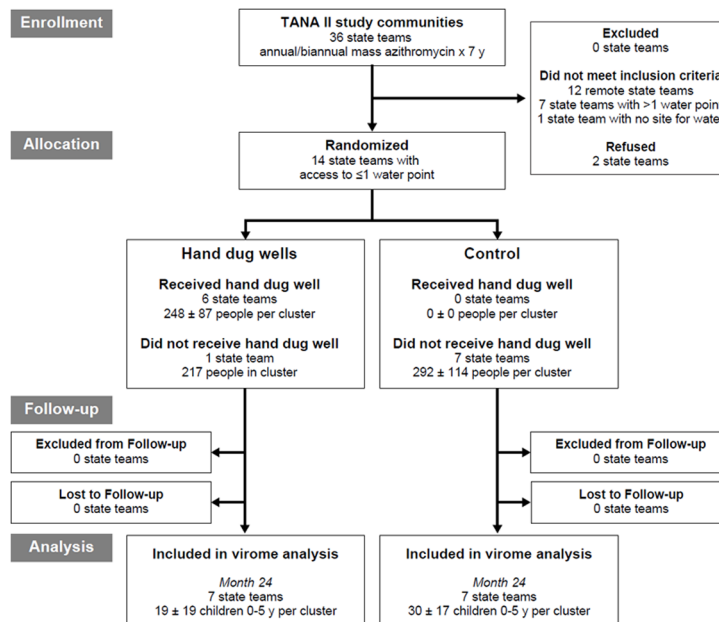 Enrollment
TANA II study communities
36 state teams
annual/biannual mass azithromycin x 7 y
Excluded
0 state teams
Did not meet inclusion criteria
12 remote state teams
7 state teams with >1 water point
1 state team with no site for water
Refused
2 state teams
Allocation
Randomized
14 state teams with
access to ≤1 water point
Hand dug wells
Received hand dug well
6 state teams
248 ± 87 people per cluster
Did not receive hand dug well
1 state team
217 people in cluster
Control
Received hand dug well
0 state teams
0 ± 0 people per cluster
Did not receive hand dug well
7 state teams
292 ± 114 people per cluster
Follow-up
Excluded from Follow-up
0 state teams
Lost to Follow-up
0 state teams
Excluded from Follow-up
0 state teams
Lost to Follow-up
0 state teams
Analysis
Included in virome analysis
Month 24
7 state teams
19 ± 19 children 0-5 y per cluster
Included in virome analysis
Month 24
7 state teams
30 ± 17 children 0-5 y per cluster